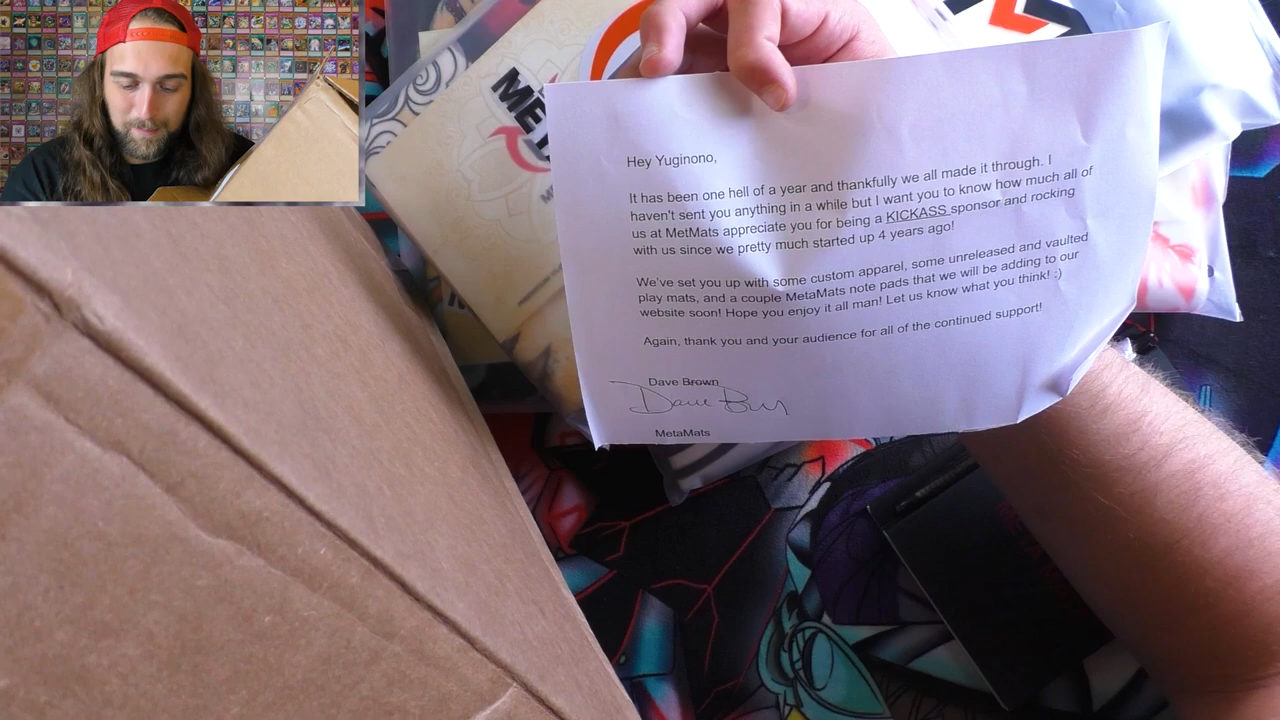 MET
Hey Yuginono,
It has been one hell of a year and thankfully we all made it through. I
haven't sent you anything in a while but I want you to know how much all of
us at MetMats appreciate you for being a KICKASS sponsor and rocking
with us since we pretty much started up 4 years ago!
We've set you up with some custom apparel, some unreleased and vaulted
play mats, and a couple MetaMats note pads that we will be adding to our
website soon! Hope you enjoy it all man! Let us know what you think! :)
Again, thank you and your audience for all of the continued support!
Dave Brown
Dave Brown
MetaMats